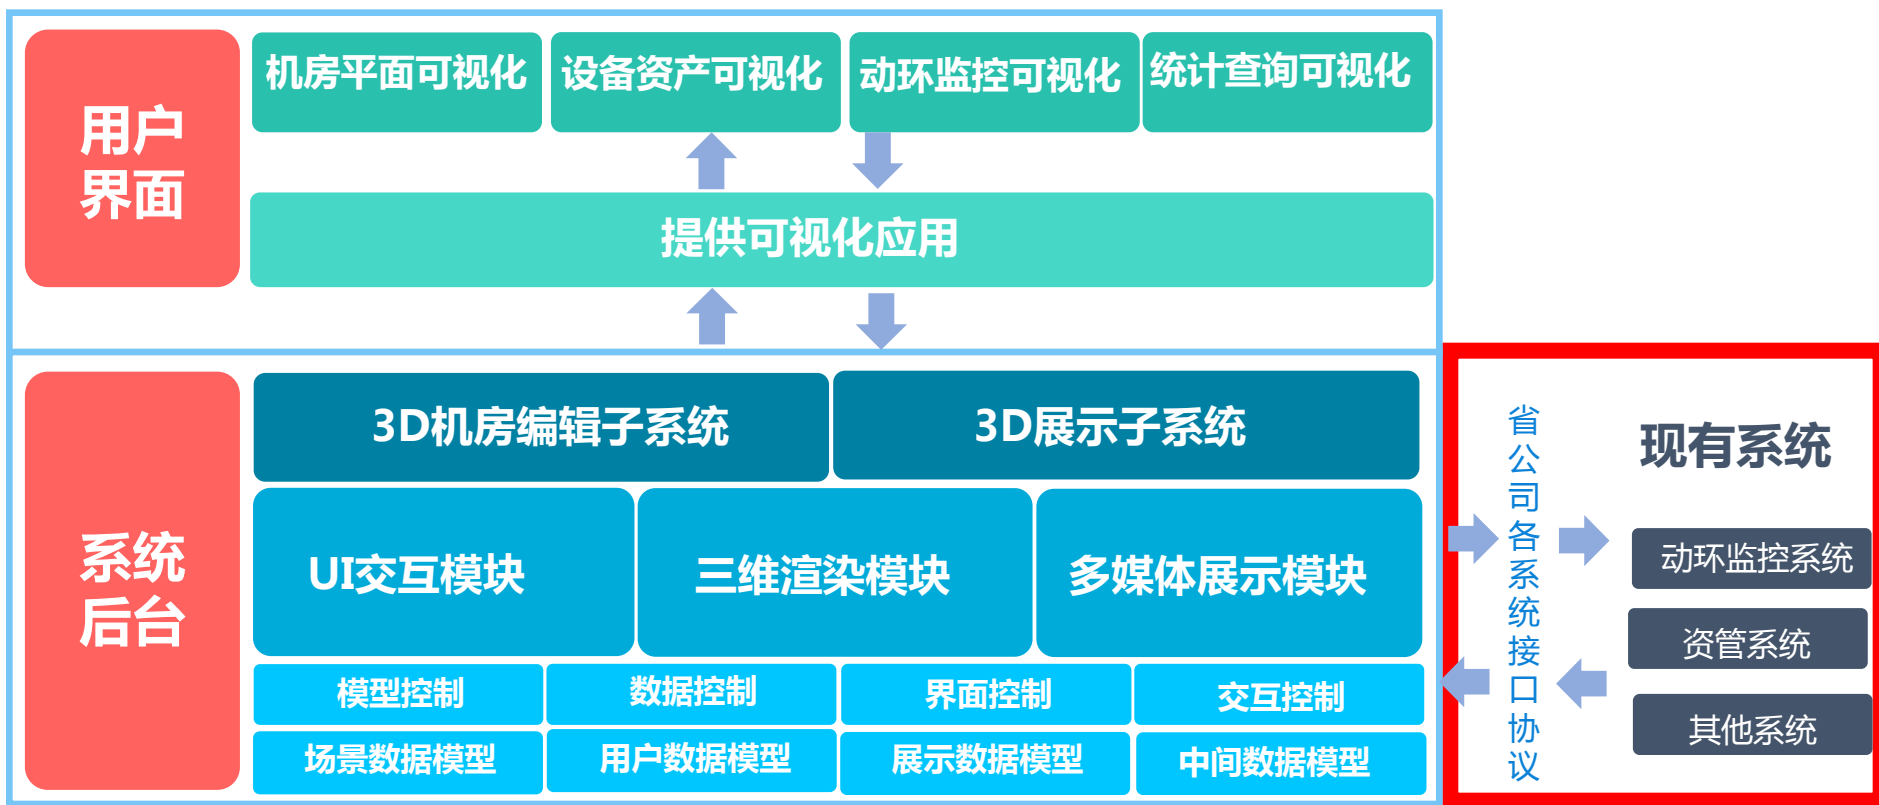 用户
界面
机房平面可视化
设备资产可视化
动环监控可视化
统计查询可视化
提供可视化应用
系统
后台
3D机房编辑子系统
3D展示子系统
UI交互模块
三维渲染模块
多媒体展示模块
模型控制
数据控制
界面控制
交互控制
场景数据模型
用户数据模型
展示数据模型
中间数据模型
省公司各系统接口协议
现有系统
动环监控系统
资管系统
其他系统